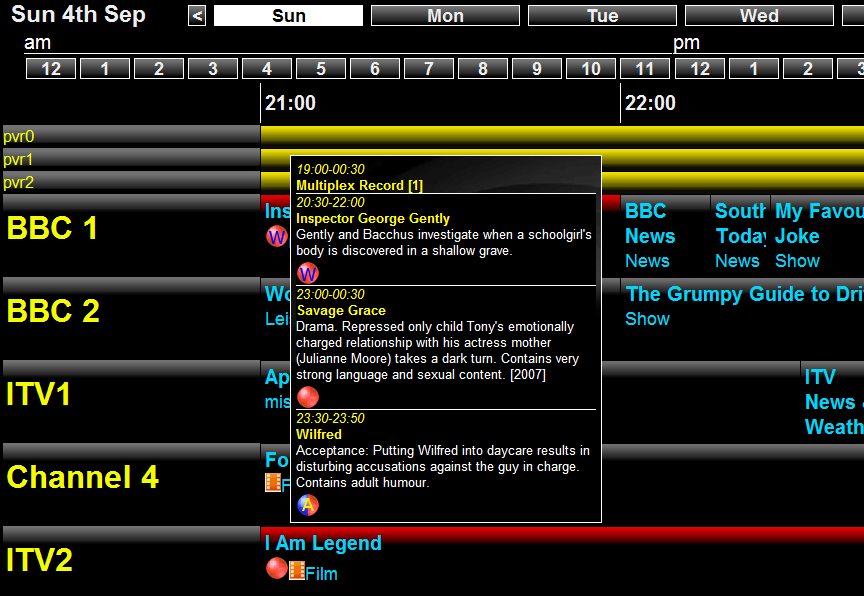 Sun 4th Sep < Sun Mon Tue Wed
am pm
12 1 2 3 4 5 6 7 8 9 10 11 12 1 2 3
21:00 22:00
pvr0
pvr1
pvr2
19:00-00:30
Multiplex Record [1]
20:30-22:00
Inspector George Gently
Gently and Bacchus investigate when a schoolgirl's
body is discovered in a shallow grave.
W
23:00-00:30
Savage Grace
Drama. Repressed only child Tony's emotionally
charged relationship with his actress mother
(Julianne Moore) takes a dark turn. Contains very
strong language and sexual content. [2007]
23:30-23:50
Wilfred
Acceptance: Putting Wilfred into daycare results in
disturbing accusations against the guy in charge.
Contains adult humour.
A
BBC 1
Ins
W
BBC
News
News
South
Today
News
My Favou
Joke
Show
BBC 2
Wo
Lei
The Grumpy Guide to Dri
Show
ITV1
Ap
mis
ITV
News &
Weath
Channel 4
Fo
F
ITV2
I Am Legend
Film